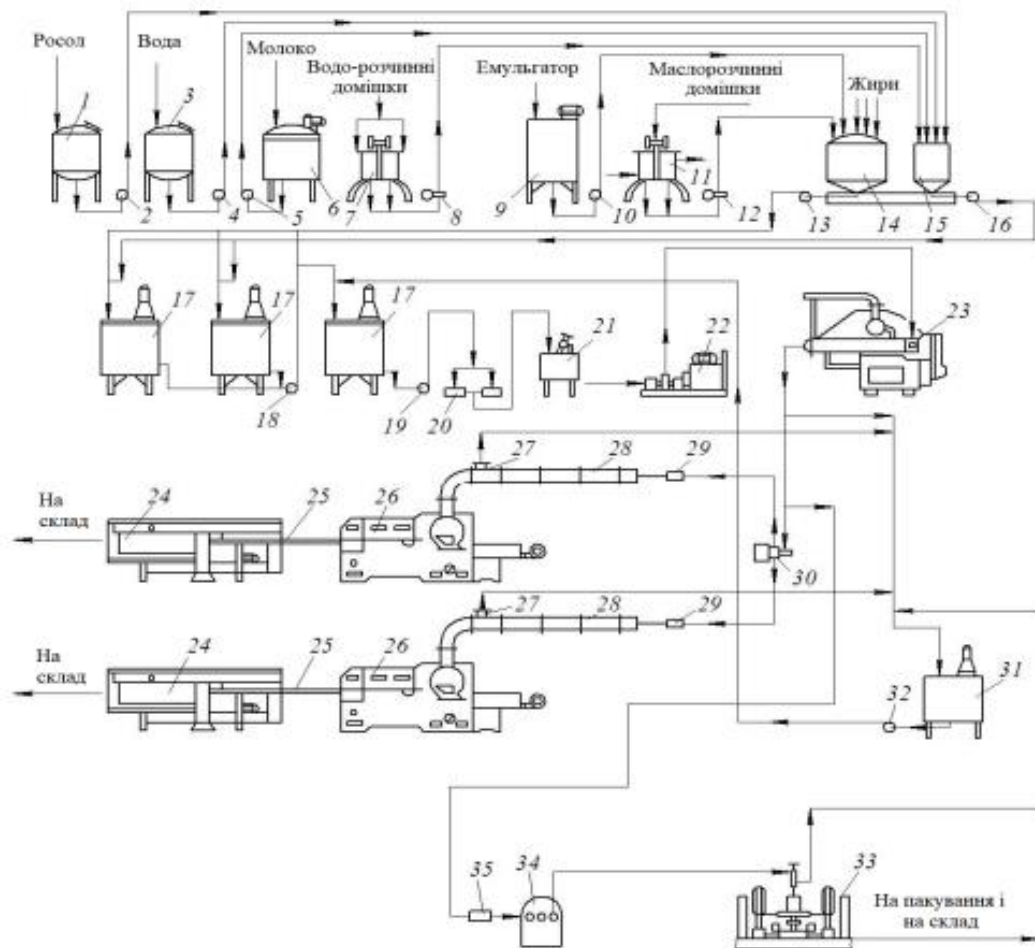 Росол
Вода
Молоко
Водо-розчинні
домішки
Емульгатор
Маслорозчинні
домішки
Жири
1
2
3
4
5
6
7
8
9
10
11
12
13
14
15
16
17
17
17
18
19
20
21
22
23
На
склад
24
25
26
27
28
29
30
На
склад
24
25
26
27
28
29
31
32
33
34
35
На пакування і
на склад